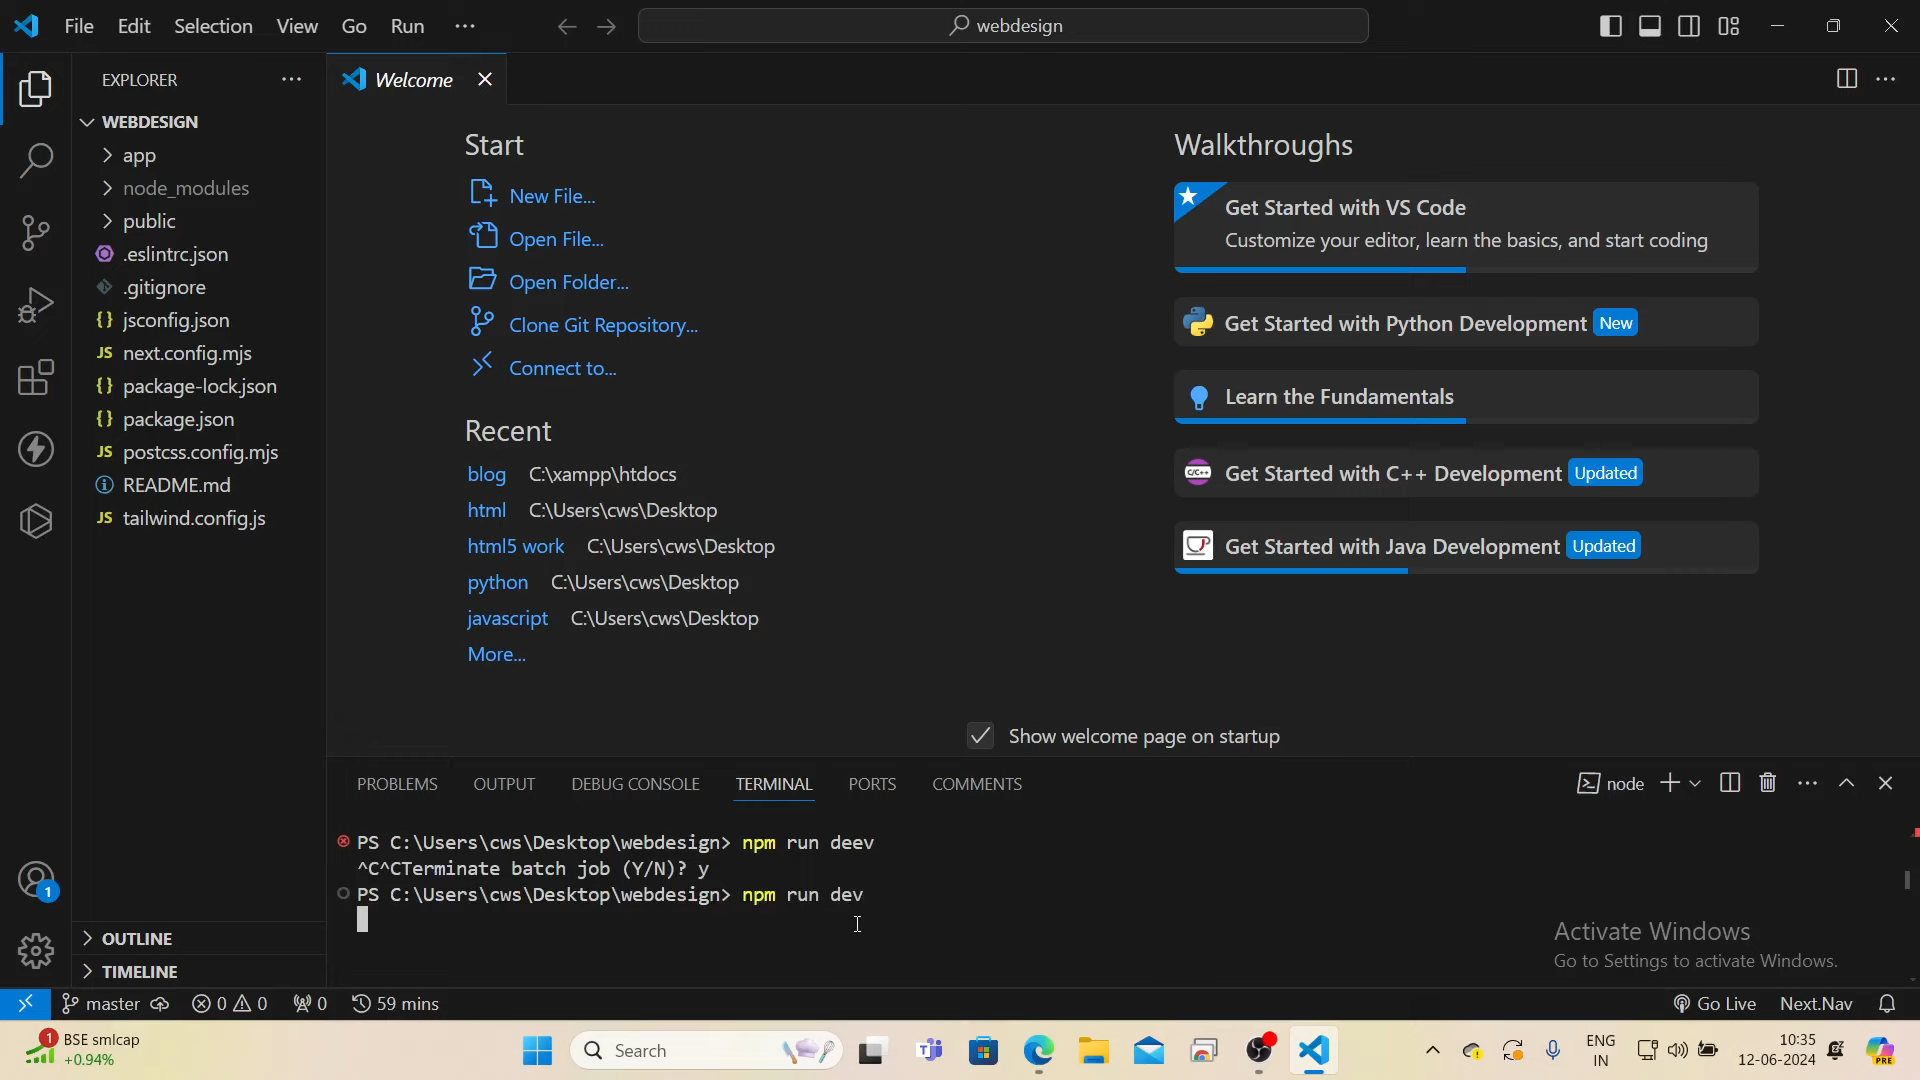 File Edit Selection View Go Run ... webdesign
EXPLORER ...
Welcome
WEBDESIGN
app
node_modules
public
.eslintrc.json
.gitignore
{} jsconfig.json
JS next.config.mjs
{} package-lock.json
{} package.json
JS postcss.config.mjs
README.md
JS tailwind.config.js
OUTLINE
TIMELINE
1
Start
New File...
Open File...
Open Folder...
Clone Git Repository...
Connect to...
Recent
blog C:\xampp\htdocs
html C:\Users\cws\Desktop
html5 work C:\Users\cws\Desktop
python C:\Users\cws\Desktop
javascript C:\Users\cws\Desktop
More...
Walkthroughs
Get Started with VS Code
Customize your editor, learn the basics, and start coding
Get Started with Python Development New
Learn the Fundamentals
C/C++ Get Started with C++ Development Updated
Get Started with Java Development Updated
Show welcome page on startup
PROBLEMS OUTPUT DEBUG CONSOLE TERMINAL PORTS COMMENTS node
PS C:\Users\cws\Desktop\webdesign> npm run deev
^C^CTerminate batch job (Y/N)? y
PS C:\Users\cws\Desktop\webdesign> npm run dev
Activate Windows
Go to Settings to activate Windows.
master 0 0 0 59 mins Go Live Next.Nav
1 BSE smlcap
+0.94%
Search
ENG
IN
10:35
12-06-2024
PRE